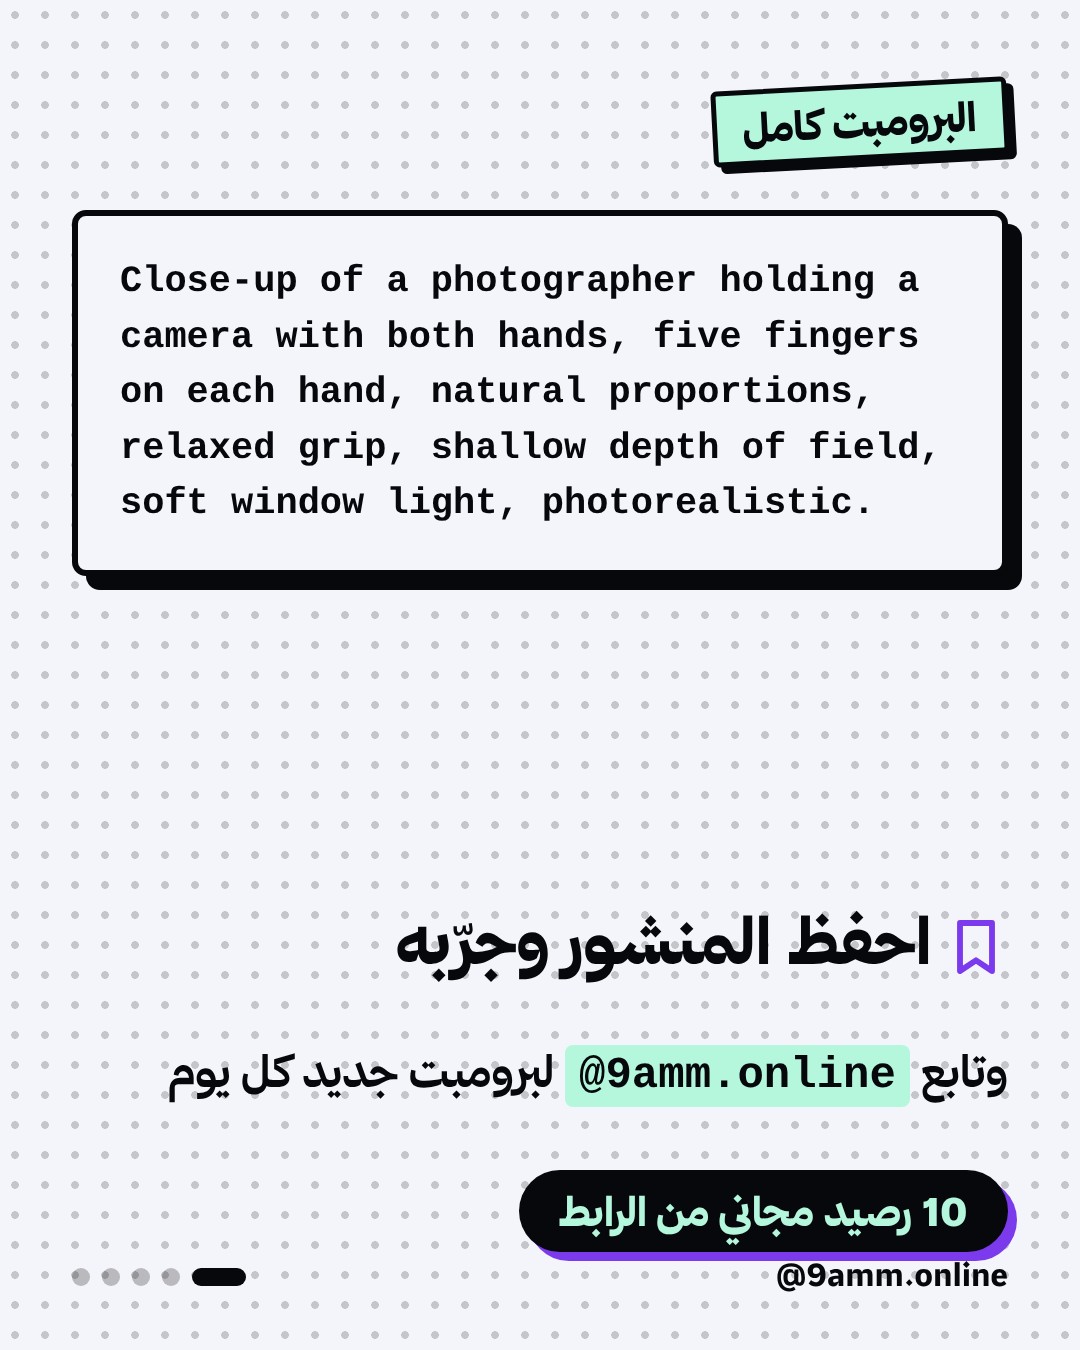 البرومبت كامل
Close-up of a photographer holding a
camera with both hands, five fingers
on each hand, natural proportions,
relaxed grip, shallow depth of field,
soft window light, photorealistic.
احفظ المنشور وجرّبه
وتابع @9amm.online لبرومبت جديد كل يوم
10 رصيد مجاني من الرابط
@9amm.online